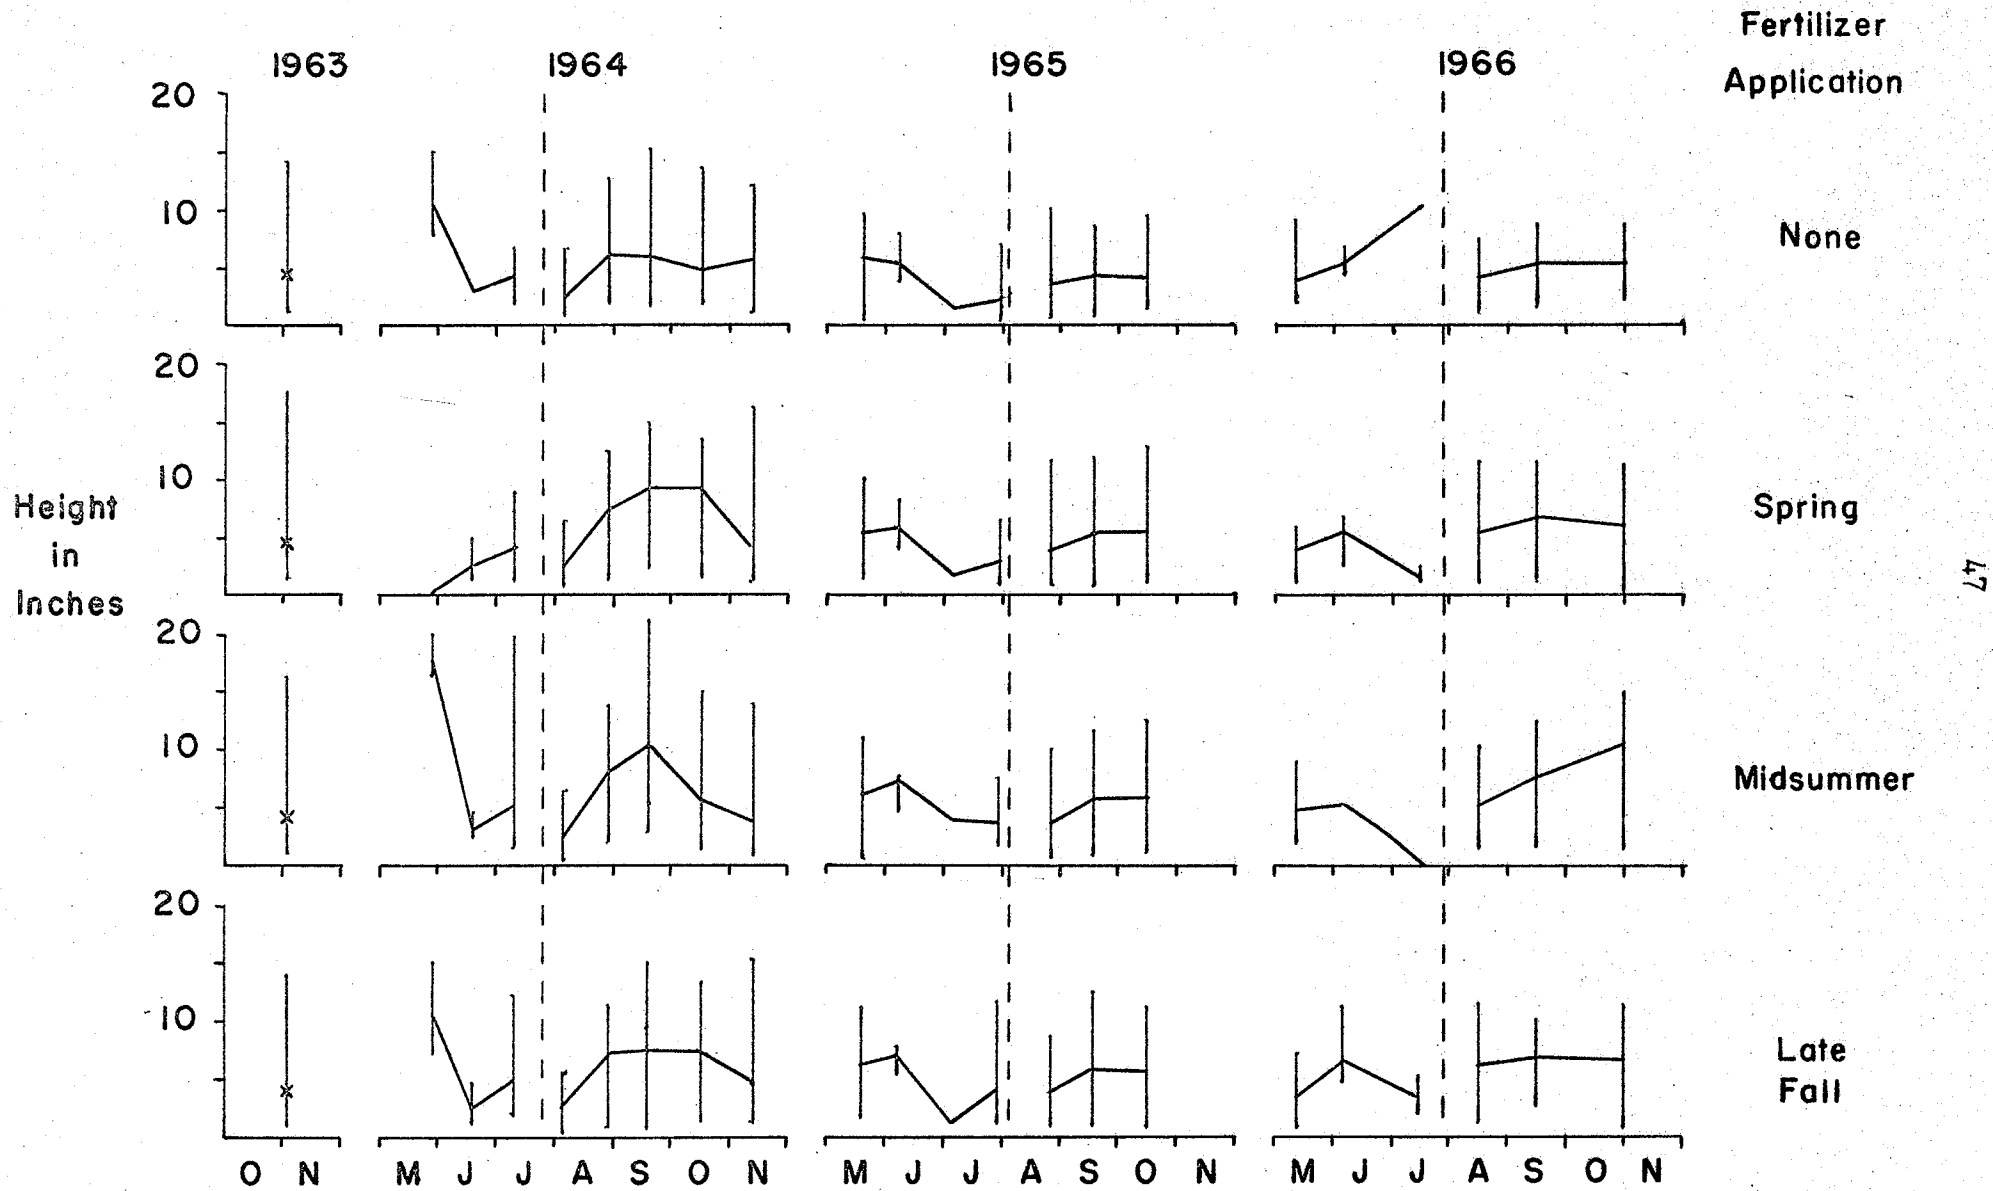 Fertilizer
Application
1963 1964 1965 1966
20
10
None
20
10
Spring
Height
in
Inches
47
20
10
Midsummer
20
10
Late
Fall
O N M J J A S O N M J J A S O N M J J A S O N